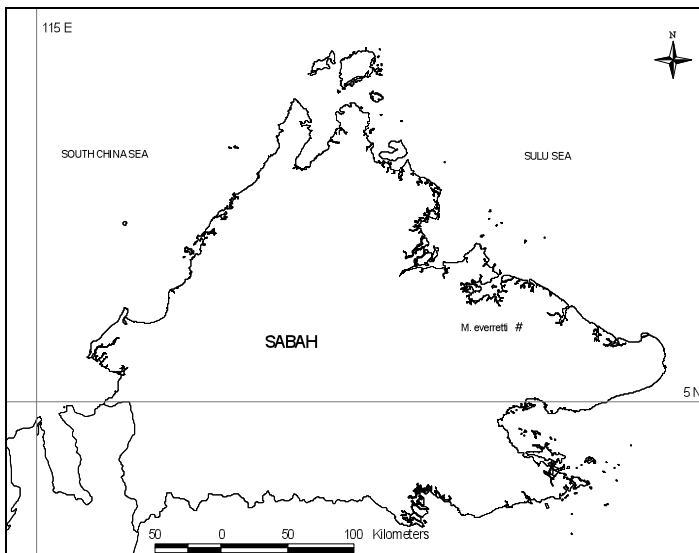 115 E
N
SOUTH CHINA SEA
SULU SEA
M. everretti #
SABAH
5 N
50 0 50 100 Kilometers